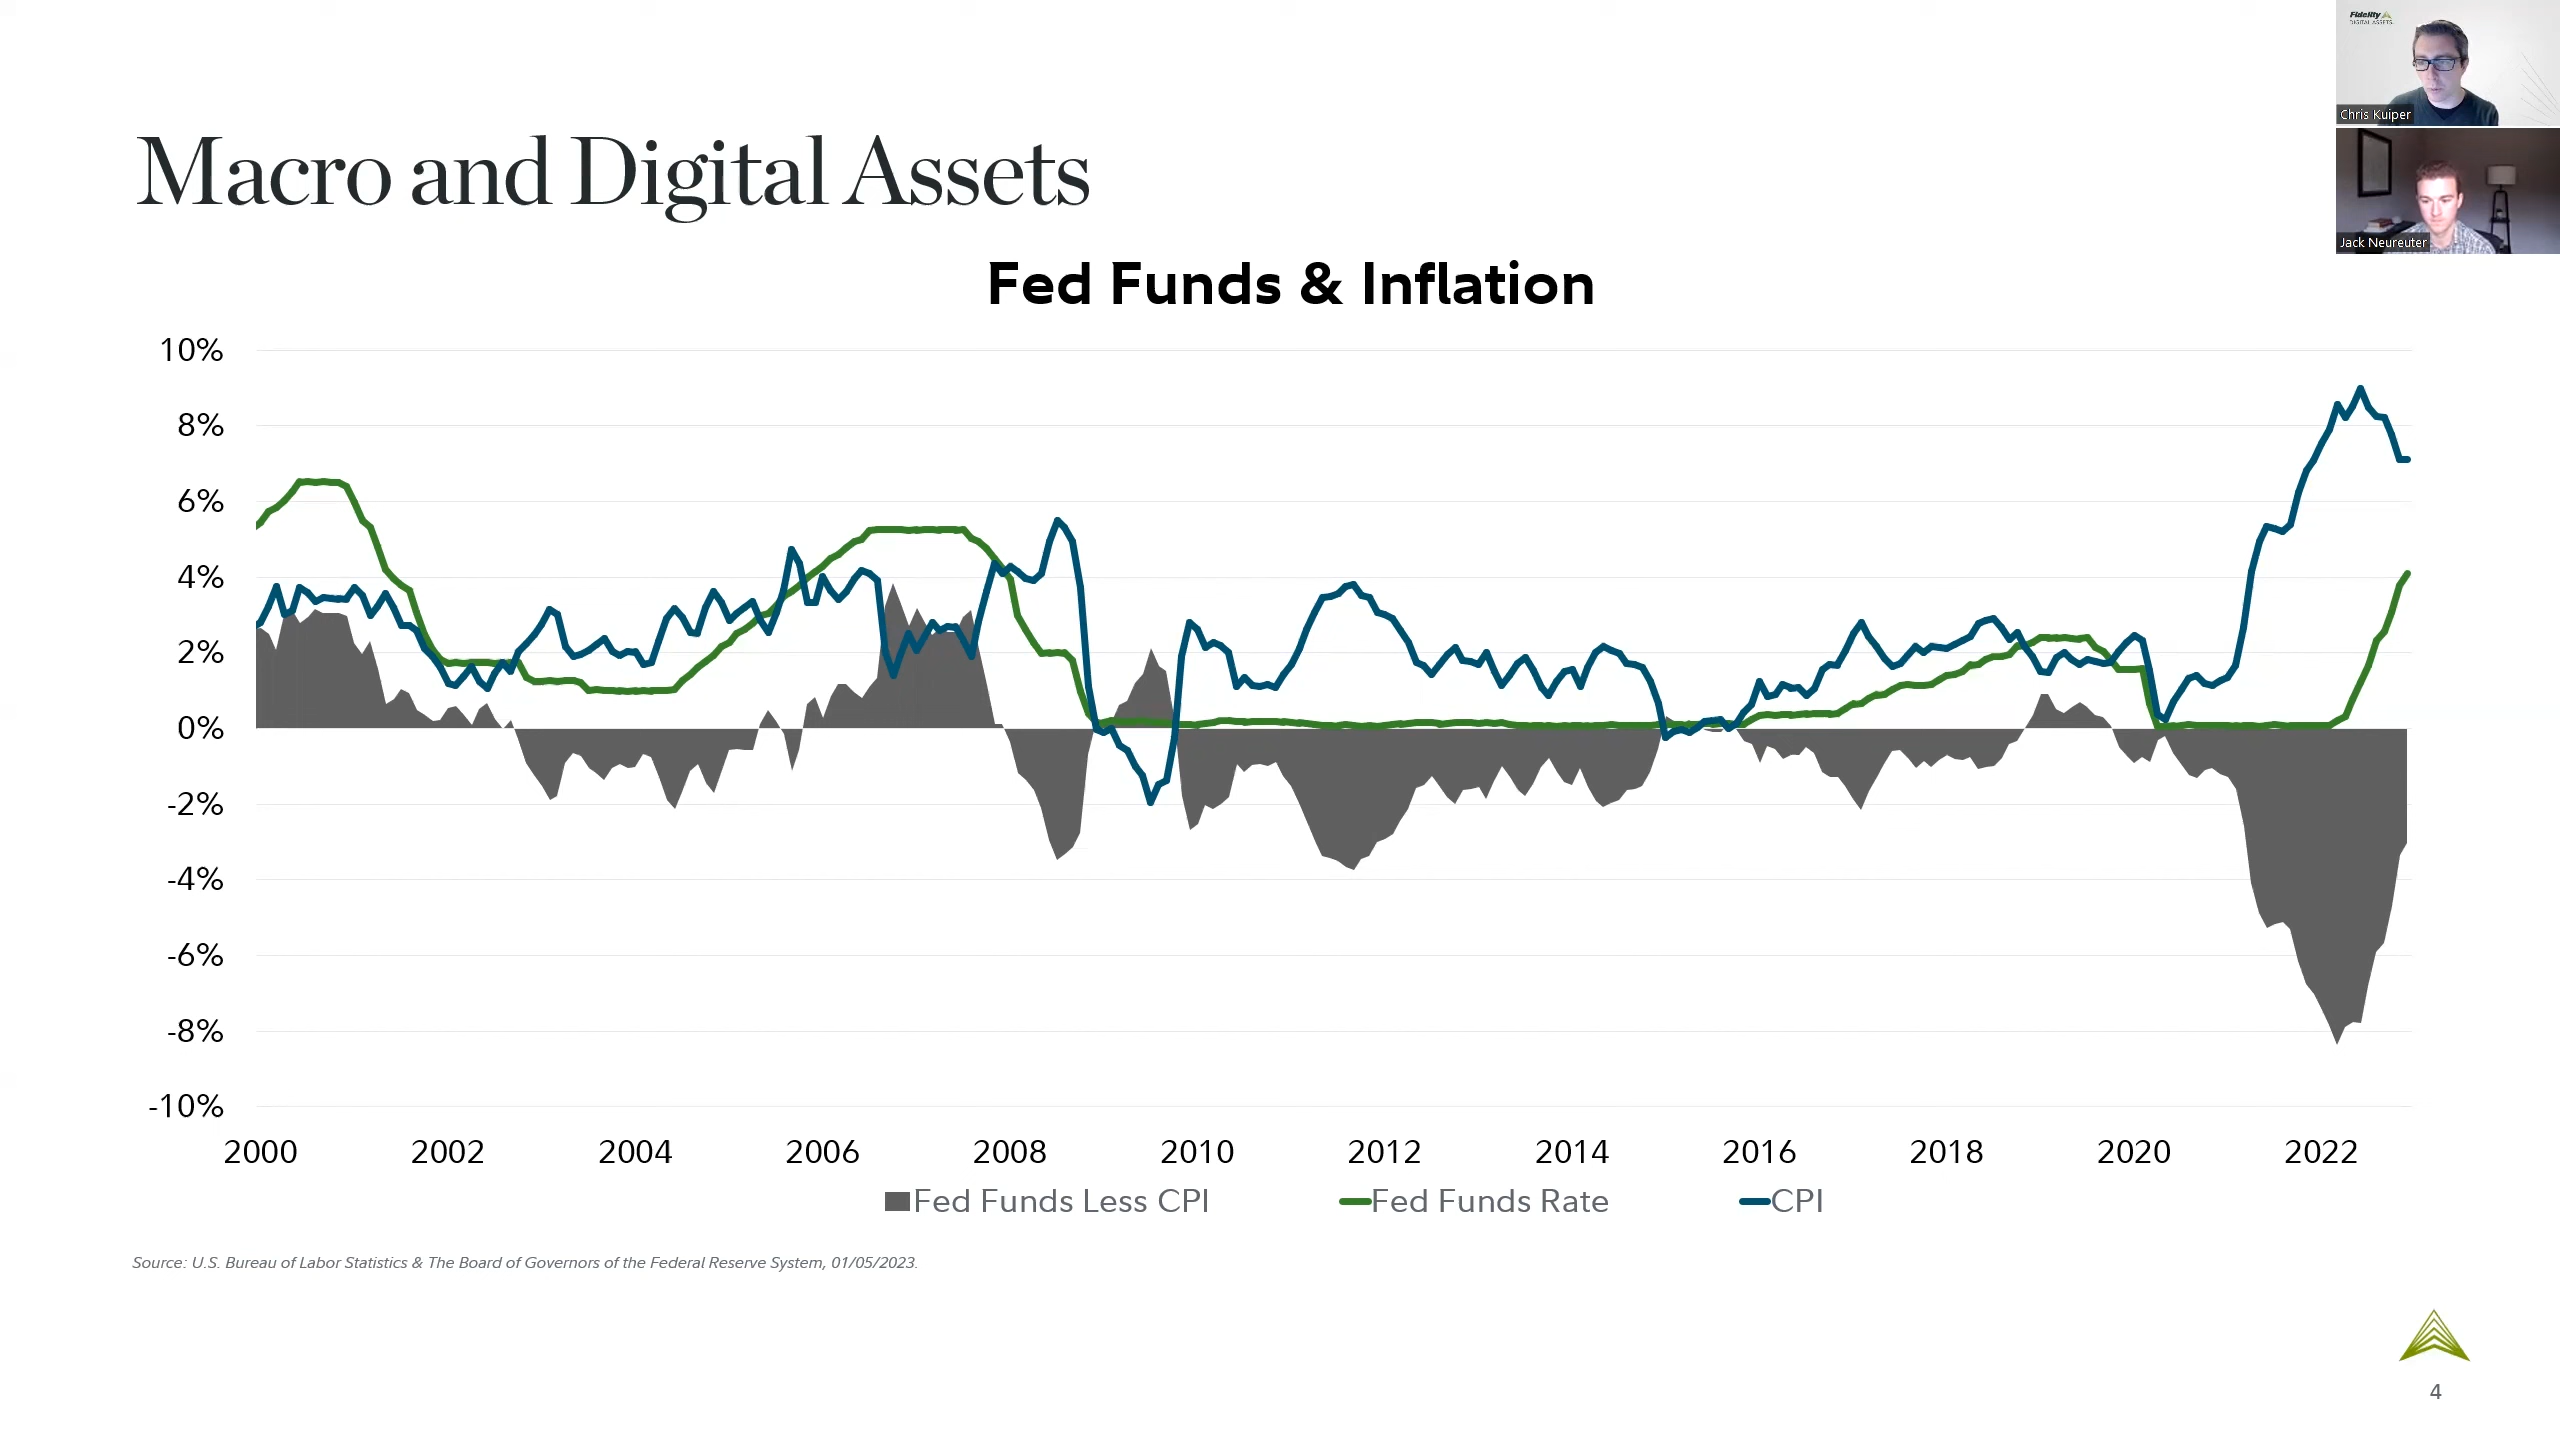 Fidelity
DIGITAL ASSETS
Chris Kuiper
Jack Neureuter
Macro and Digital Assets
Fed Funds & Inflation
10%
8%
6%
4%
2%
0%
-2%
-4%
-6%
-8%
-10%
2000 2002 2004 2006 2008 2010 2012 2014 2016 2018 2020 2022
Fed Funds Less CPI Fed Funds Rate CPI
Source: U.S. Bureau of Labor Statistics & The Board of Governors of the Federal Reserve System, 01/05/2023.
4